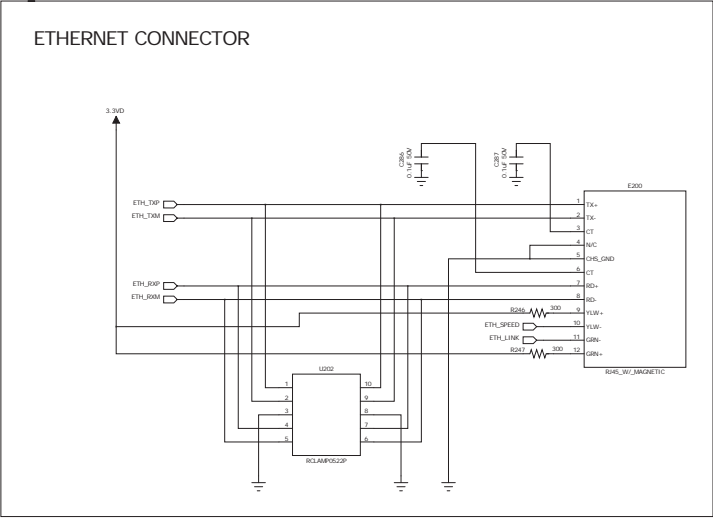 ETHERNET CONNECTOR
3.3VD
C286
0.1uF 50V
C287
0.1uF 50V
E200
ETH_TXP
ETH_TXM
ETH_RXP
ETH_RXM
1 TX+
2 TX-
3 CT
4 N/C
5 CHS_GND
6 CT
7 RD+
8 RD-
R246 300 9 YLW+
ETH_SPEED 10 YLW-
ETH_LINK 11 GRN-
R247 300 12 GRN+
RJ45_W/_MAGNETIC
U202
1 10
2 9
3 8
4 7
5 6
RCLAMP0522P